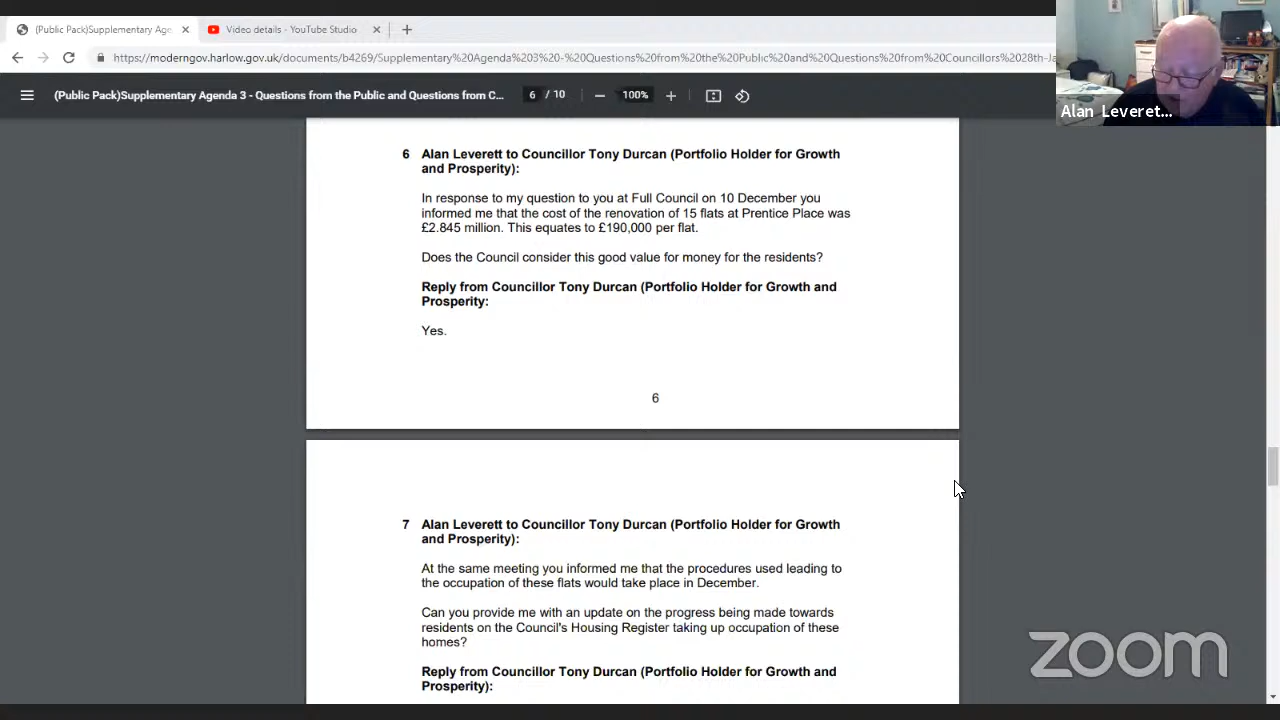 (Public Pack)Supplementary Age
Video details - YouTube Studio
https://moderngov.harlow.gov.uk/documents/b4269/Supplementary%20Agenda%203%20-%20Questions%20from%20the%20Public%20and%20Questions%20from%20Councillors%2028th-Ja
(Public Pack)Supplementary Agenda 3 - Questions from the Public and Questions from C...
6 / 10
100%
Alan Leveret...
6 Alan Leverett to Councillor Tony Durcan (Portfolio Holder for Growth
and Prosperity):
In response to my question to you at Full Council on 10 December you
informed me that the cost of the renovation of 15 flats at Prentice Place was
£2.845 million. This equates to £190,000 per flat.
Does the Council consider this good value for money for the residents?
Reply from Councillor Tony Durcan (Portfolio Holder for Growth and
Prosperity:
Yes.
6
7 Alan Leverett to Councillor Tony Durcan (Portfolio Holder for Growth
and Prosperity):
At the same meeting you informed me that the procedures used leading to
the occupation of these flats would take place in December.
Can you provide me with an update on the progress being made towards
residents on the Council's Housing Register taking up occupation of these
homes?
Reply from Councillor Tony Durcan (Portfolio Holder for Growth and
Prosperity):
zoom